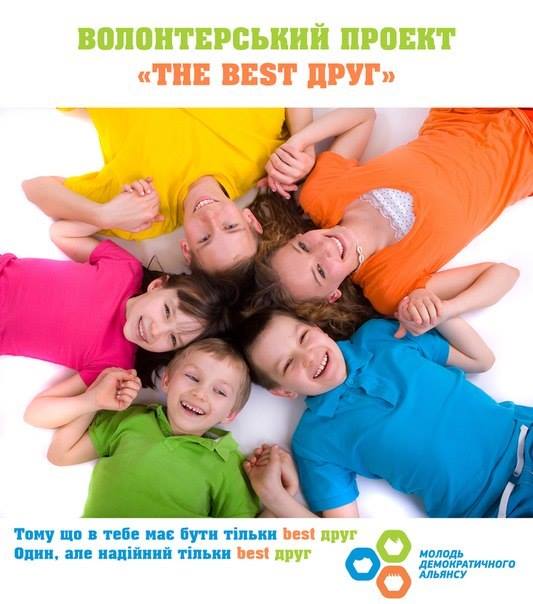 ВОЛОНТЕРСЬКИЙ ПРОЕКТ
«THE BEST ДРУГ»
Тому що в тебе має бути тільки best друг
Один, але надійний тільки best друг
МОЛОДЬ
ДЕМОКРАТИЧНОГО
АЛЬЯНСУ